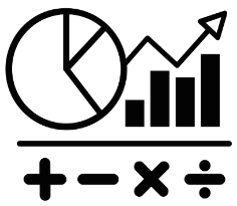 + − × ÷